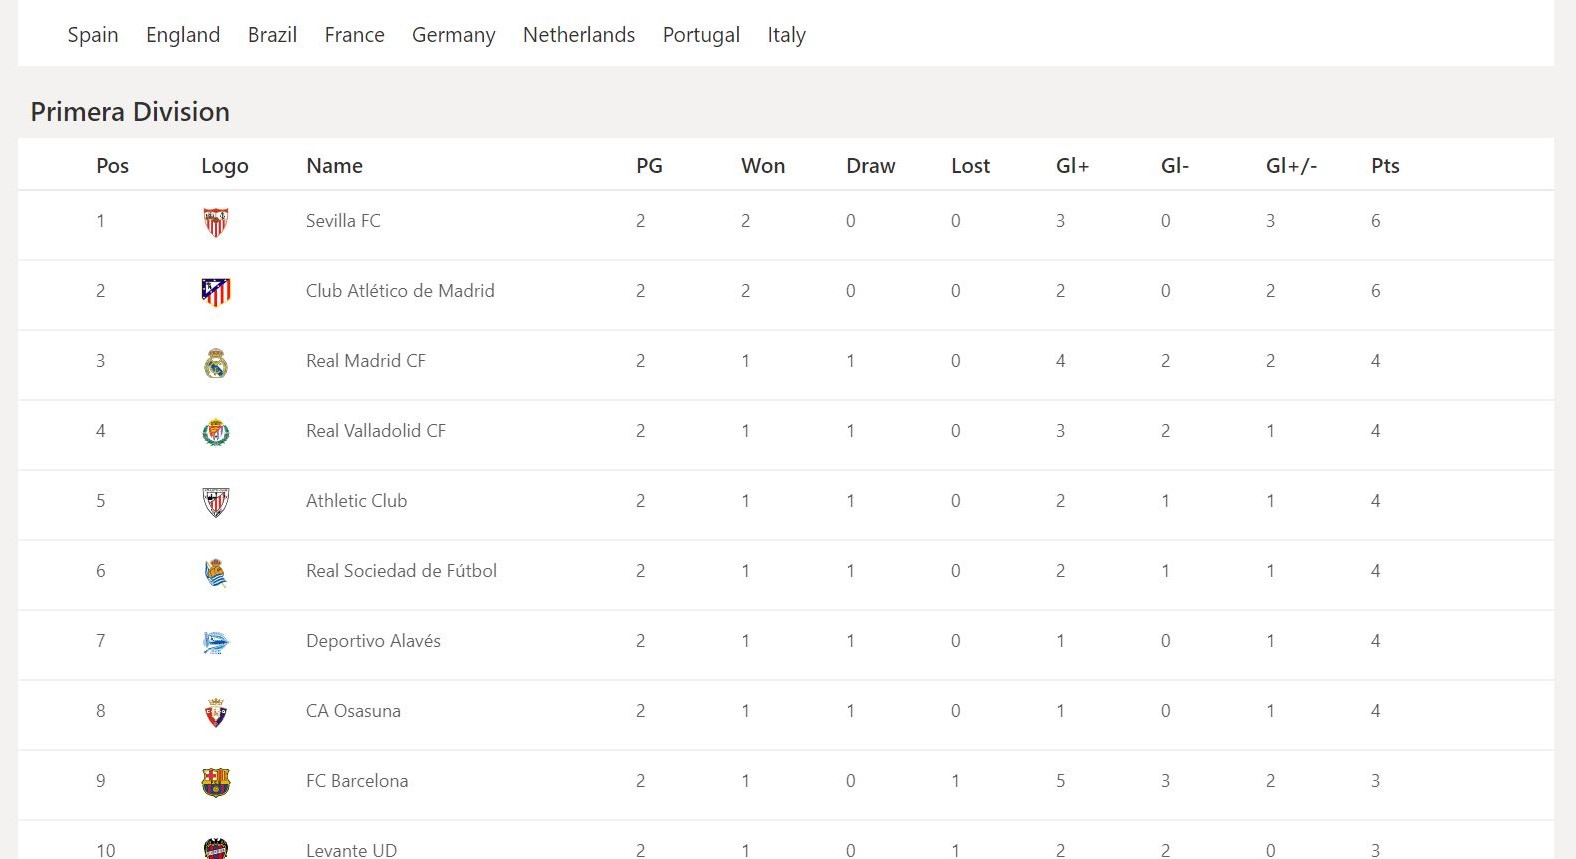 Spain England Brazil France Germany Netherlands Portugal Italy
Primera Division
Pos Logo Name PG Won Draw Lost Gl+ Gl- Gl+/- Pts
1 Sevilla FC 2 2 0 0 3 0 3 6
2 Club Atlético de Madrid 2 2 0 0 2 0 2 6
3 Real Madrid CF 2 1 1 0 4 2 2 4
4 Real Valladolid CF 2 1 1 0 3 2 1 4
5 Athletic Club 2 1 1 0 2 1 1 4
6 Real Sociedad de Fútbol 2 1 1 0 2 1 1 4
7 Deportivo Alavés 2 1 1 0 1 0 1 4
8 CA Osasuna 2 1 1 0 1 0 1 4
9 FC Barcelona 2 1 0 1 5 3 2 3
10 Levante UD 2 1 0 1 2 2 0 3